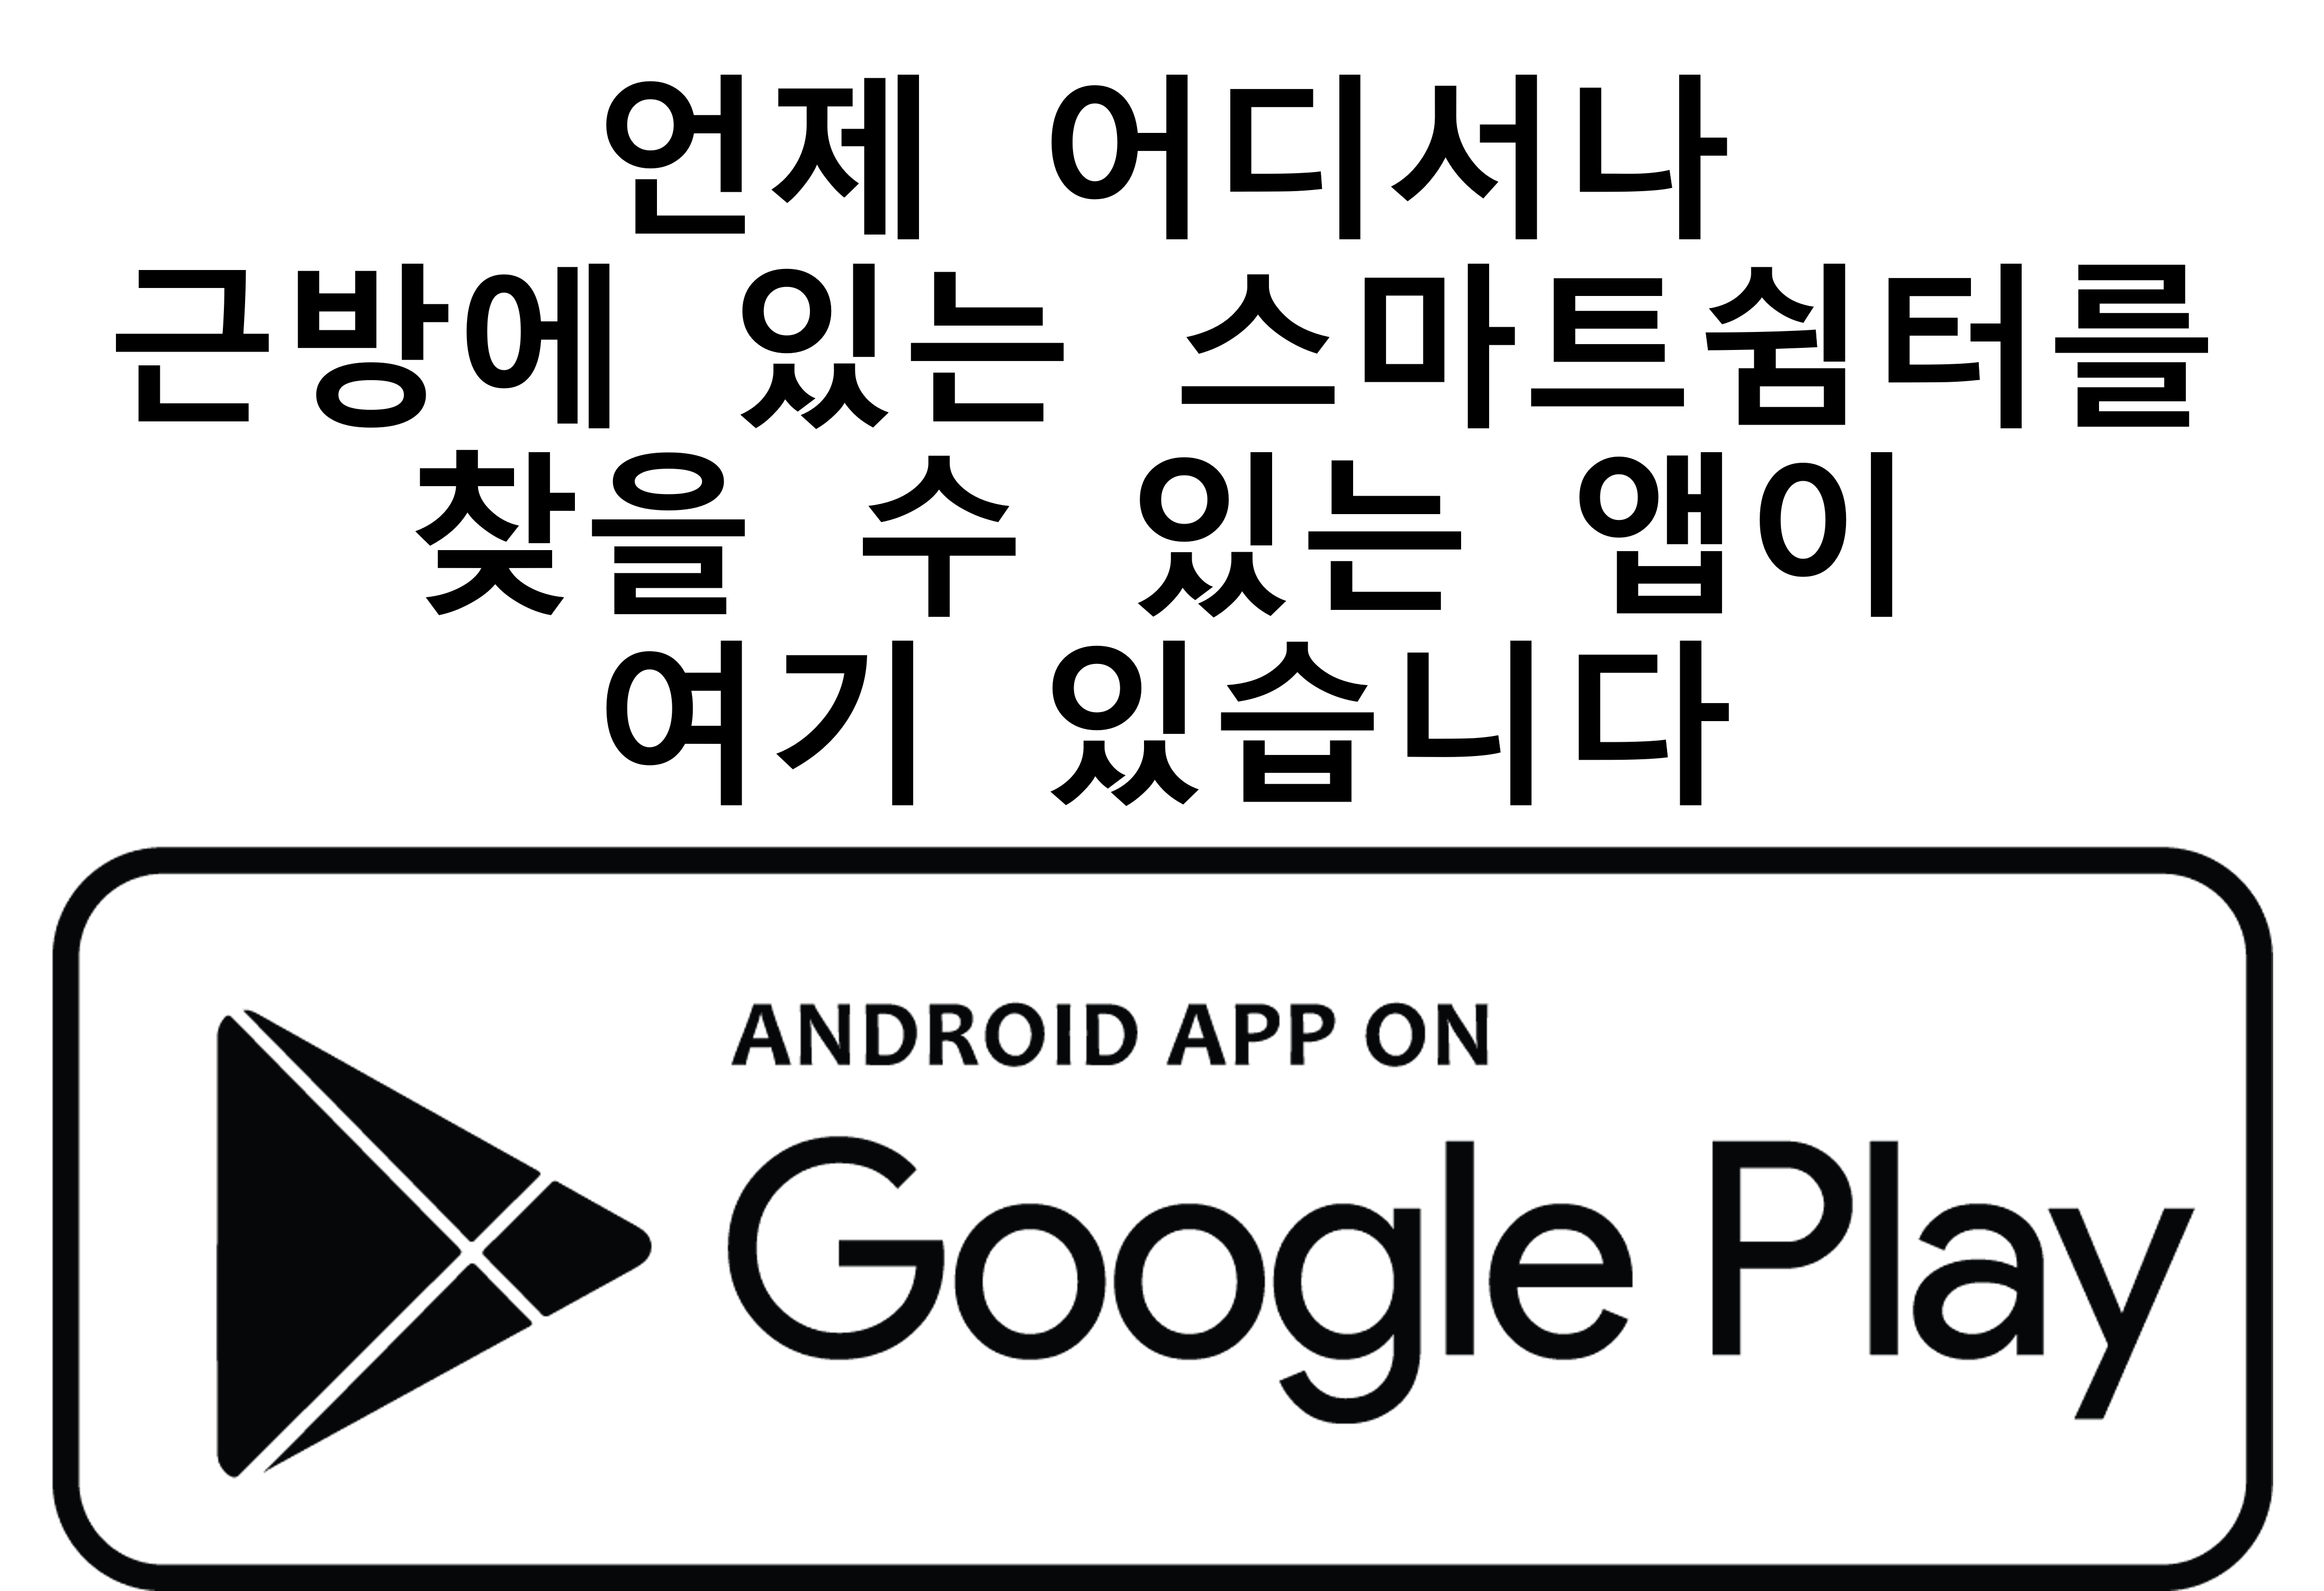 언제 어디서나
근방에 있는 스마트쉼터를
찾을 수 있는 앱이
여기 있습니다
ANDROID APP ON
Google Play